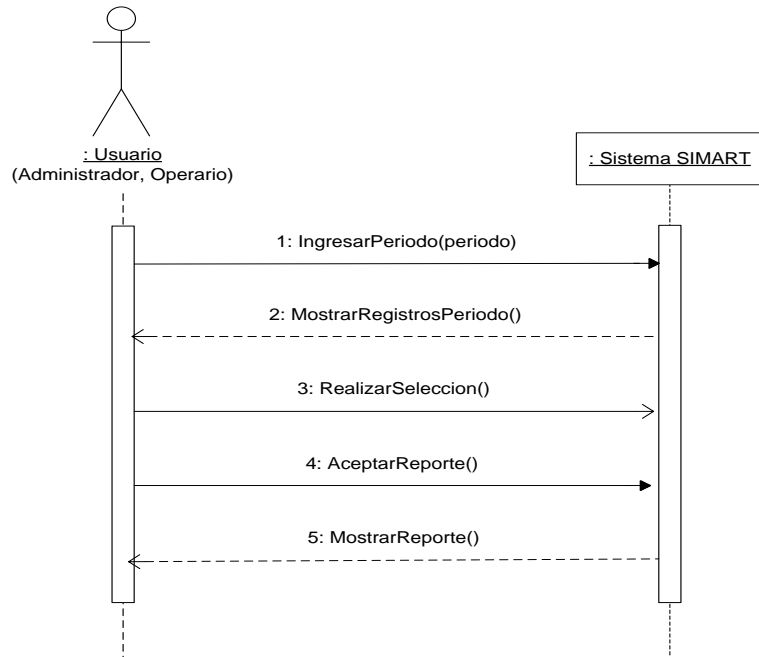 : Usuario
(Administrador, Operario)
: Sistema SIMART
1: IngresarPeriodo(periodo)
2: MostrarRegistrosPeriodo()
3: RealizarSeleccion()
4: AceptarReporte()
5: MostrarReporte()